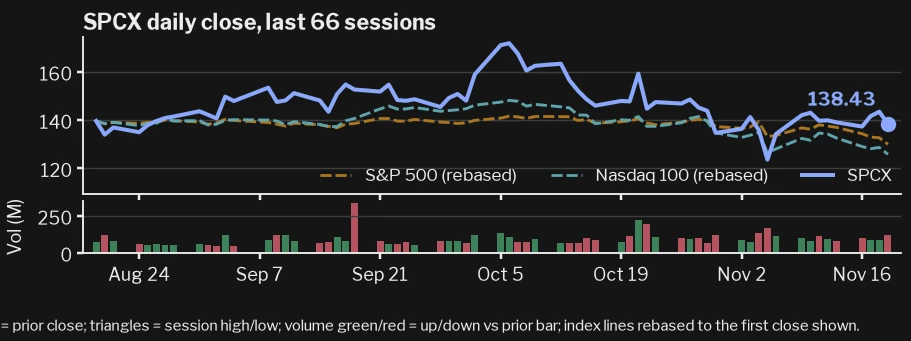 SPCX daily close, last 66 sessions
160
140
120
138.43
S&P 500 (rebased) Nasdaq 100 (rebased) SPCX
Vol (M)
250
0
Aug 24 Sep 7 Sep 21 Oct 5 Oct 19 Nov 2 Nov 16
= prior close; triangles = session high/low; volume green/red = up/down vs prior bar; index lines rebased to the first close shown.